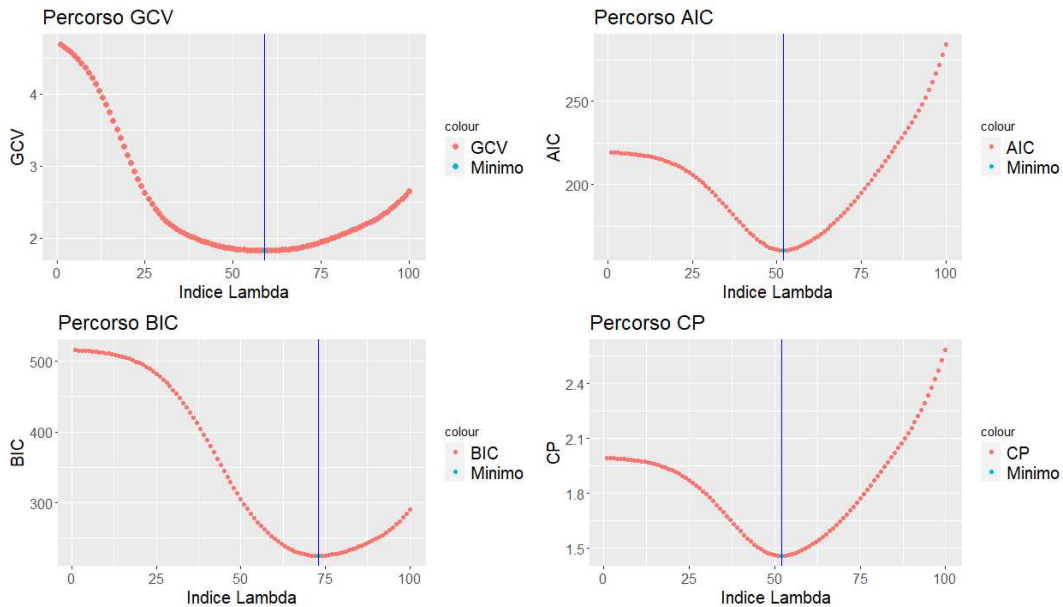 Percorso GCV
4
3
2
GCV
0
25
50
75
100
Indice Lambda
colour
GCV
Minimo
Percorso AIC
250
200
AIC
0
25
50
75
100
Indice Lambda
colour
AIC
Minimo
Percorso BIC
500
400
300
BIC
0
25
50
75
100
Indice Lambda
colour
BIC
Minimo
Percorso CP
2.4
2.1
1.8
1.5
CP
0
25
50
75
100
Indice Lambda
colour
CP
Minimo